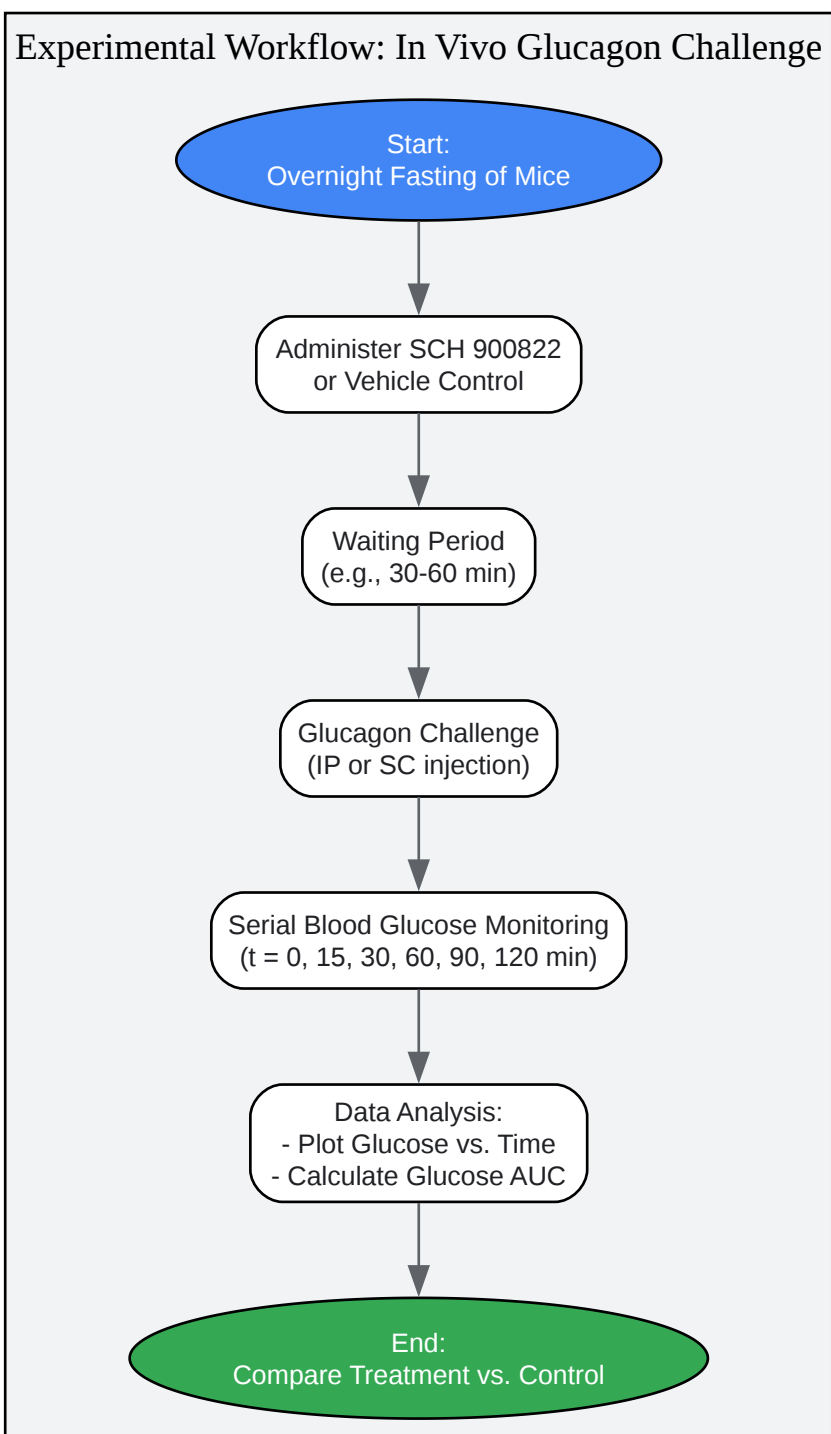 Experimental Workflow: In Vivo Glucagon Challenge
Start:
Overnight Fasting of Mice
Administer SCH 900822
or Vehicle Control
Waiting Period
(e.g., 30-60 min)
Glucagon Challenge
(IP or SC injection)
Serial Blood Glucose Monitoring
(t = 0, 15, 30, 60, 90, 120 min)
Data Analysis:
- Plot Glucose vs. Time
- Calculate Glucose AUC
End:
Compare Treatment vs. Control